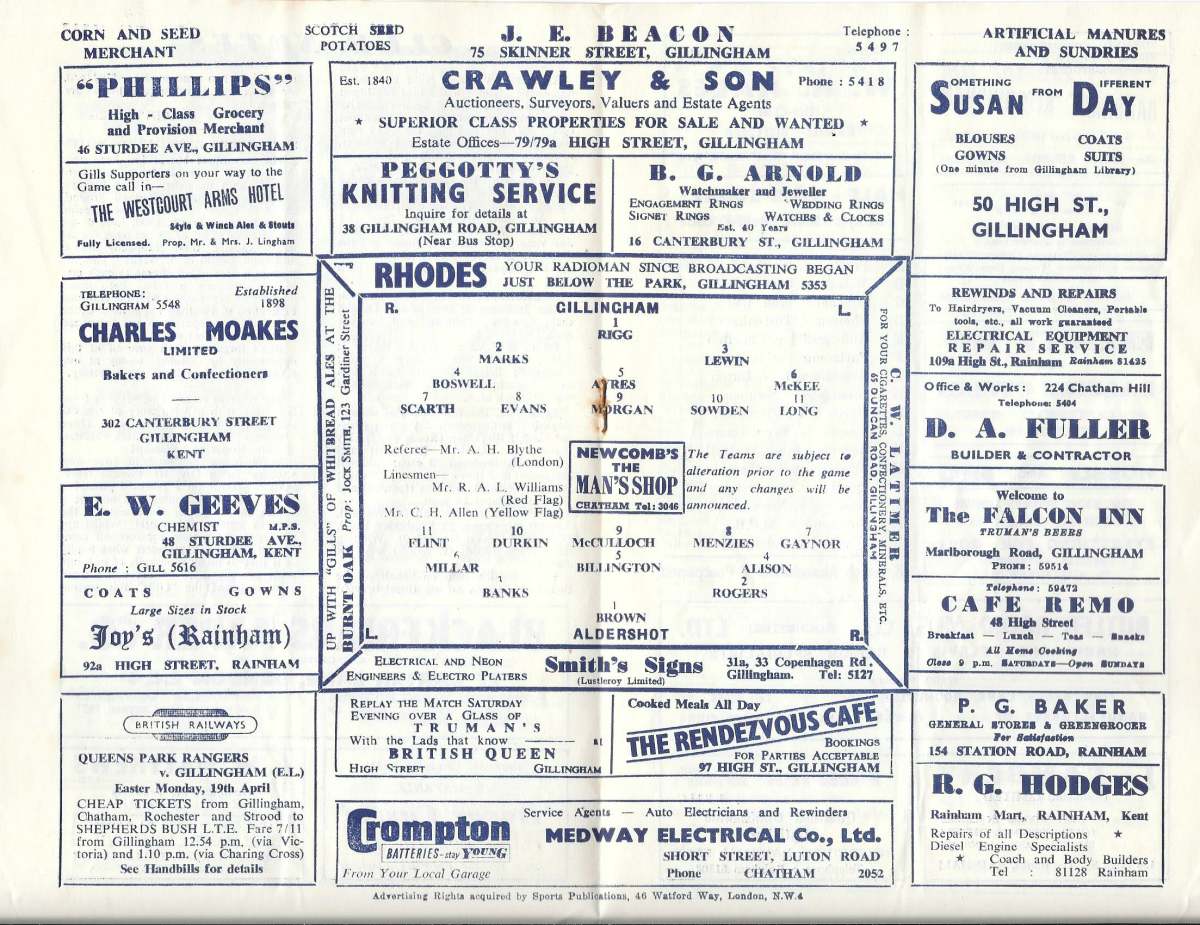 CORN AND SEED
MERCHANT
SCOTCH SEED
POTATOES
J. E. BEACON
75 SKINNER STREET, GILLINGHAM
Telephone :
5497
ARTIFICIAL MANURES
AND SUNDRIES
"PHILLIPS"
High - Class Grocery
and Provision Merchant
46 STURDEE AVE., GILLINGHAM
Gills Supporters on your way to the
Game call in—
THE WESTCOURT ARMS HOTEL
Style & Winch Ales & Stouts
Fully Licensed. Prop. Mr. & Mrs. J. Lingham
Est. 1840
CRAWLEY & SON
Phone : 5418
Auctioneers, Surveyors, Valuers and Estate Agents
★ SUPERIOR CLASS PROPERTIES FOR SALE AND WANTED ★
Estate Offices—79/79a HIGH STREET, GILLINGHAM
PEGGOTTY'S
KNITTING SERVICE
Inquire for details at
38 GILLINGHAM ROAD, GILLINGHAM
(Near Bus Stop)
B. G. ARNOLD
Watchmaker and Jeweller
ENGAGEMENT RINGS WEDDING RINGS
SIGNET RINGS WATCHES & CLOCKS
Est. 40 Years
16 CANTERBURY ST., GILLINGHAM
SOMETHING FROM DIFFERENT
SUSAN DAY
BLOUSES COATS
GOWNS SUITS
(One minute from Gillingham Library)
50 HIGH ST.,
GILLINGHAM
TELEPHONE:
GILLINGHAM 5548
Established
1898
CHARLES MOAKES
LIMITED
Bakers and Confectioners
302 CANTERBURY STREET
GILLINGHAM
KENT
E. W. GEEVES
CHEMIST M.P.S.
48 STURDEE AVE.,
GILLINGHAM, KENT
Phone : GILL 5616
COATS GOWNS
Large Sizes in Stock
Joy's (Rainham)
92a HIGH STREET, RAINHAM
RHODES
YOUR RADIOMAN SINCE BROADCASTING BEGAN
JUST BELOW THE PARK, GILLINGHAM 5353
UP WITH "GILLS" OF WHITBREAD ALES AT THE
BURNT OAK Prop: JOCK SMITH, 123 Gardiner Street
R. GILLINGHAM L.
1
RIGG
2
MARKS
3
LEWIN
4
BOSWELL
5
AYRES
6
McKEE
7
SCARTH
8
EVANS
9
MORGAN
10
SOWDEN
11
LONG
Referee—Mr. A. H. Blythe
(London)
Linesmen—
Mr. R. A. L. Williams
(Red Flag)
Mr. C. H. Allen (Yellow Flag)
NEWCOMB'S
THE
MAN'S SHOP
CHATHAM Tel: 3046
The Teams are subject to
alteration prior to the game
and any changes will be
announced.
11
FLINT
10
DURKIN
9
McCULLOCH
8
MENZIES
7
GAYNOR
6
MILLAR
5
BILLINGTON
4
ALISON
3
BANKS
2
ROGERS
1
BROWN
L. ALDERSHOT R.
C. W. LATIMER
FOR YOUR CIGARETTES, CONFECTIONERY, MINERALS, ETC.
65 DUNCAN ROAD, GILLINGHAM
ELECTRICAL AND NEON
ENGINEERS & ELECTRO PLATERS
Smith's Signs
(Lustleroy Limited)
31a, 33 Copenhagen Rd.
Gillingham. Tel: 5127
REWINDS AND REPAIRS
To Hairdryers, Vacuum Cleaners, Portable
tools, etc., all work guaranteed
ELECTRICAL EQUIPMENT
REPAIR SERVICE
109a High St., Rainham Rainham 81425
Office & Works: 224 Chatham Hill
Telephone: 5404
D. A. FULLER
BUILDER & CONTRACTOR
Welcome to
The FALCON INN
TRUMAN'S BEERS
Marlborough Road, GILLINGHAM
PHONE: 59514
Telephone: 59472
CAFE REMO
48 High Street
Breakfast — Lunch — Teas — Snacks
All Home Cooking
Close 9 p.m. SATURDAYS—Open SUNDAYS
BRITISH RAILWAYS
QUEENS PARK RANGERS
v. GILLINGHAM (E.L.)
Easter Monday, 19th April
CHEAP TICKETS from Gillingham,
Chatham, Rochester and Strood to
SHEPHERDS BUSH L.T.E. Fare 7/11
from Gillingham 12.54 p.m. (via Vic-
toria) and 1.10 p.m. (via Charing Cross)
See Handbills for details
REPLAY THE MATCH SATURDAY
EVENING OVER A GLASS OF
TRUMAN'S
With the Lads that know ——— at
BRITISH QUEEN
HIGH STREET GILLINGHAM
Cooked Meals All Day
THE RENDEZVOUS CAFE
BOOKINGS
FOR PARTIES ACCEPTABLE
97 HIGH ST., GILLINGHAM
Crompton
BATTERIES-stay YOUNG
From Your Local Garage
Service Agents — Auto Electricians and Rewinders
MEDWAY ELECTRICAL Co., Ltd.
SHORT STREET, LUTON ROAD
Phone CHATHAM 2052
P. G. BAKER
GENERAL STORES & GREENGROCER
For Satisfaction
154 STATION ROAD, RAINHAM
R. G. HODGES
Rainham Mart, RAINHAM, Kent
Repairs of all Descriptions ★
Diesel Engine Specialists
★ Coach and Body Builders
Tel : 81128 Rainham
Advertising Rights acquired by Sports Publications, 46 Watford Way, London, N.W.4